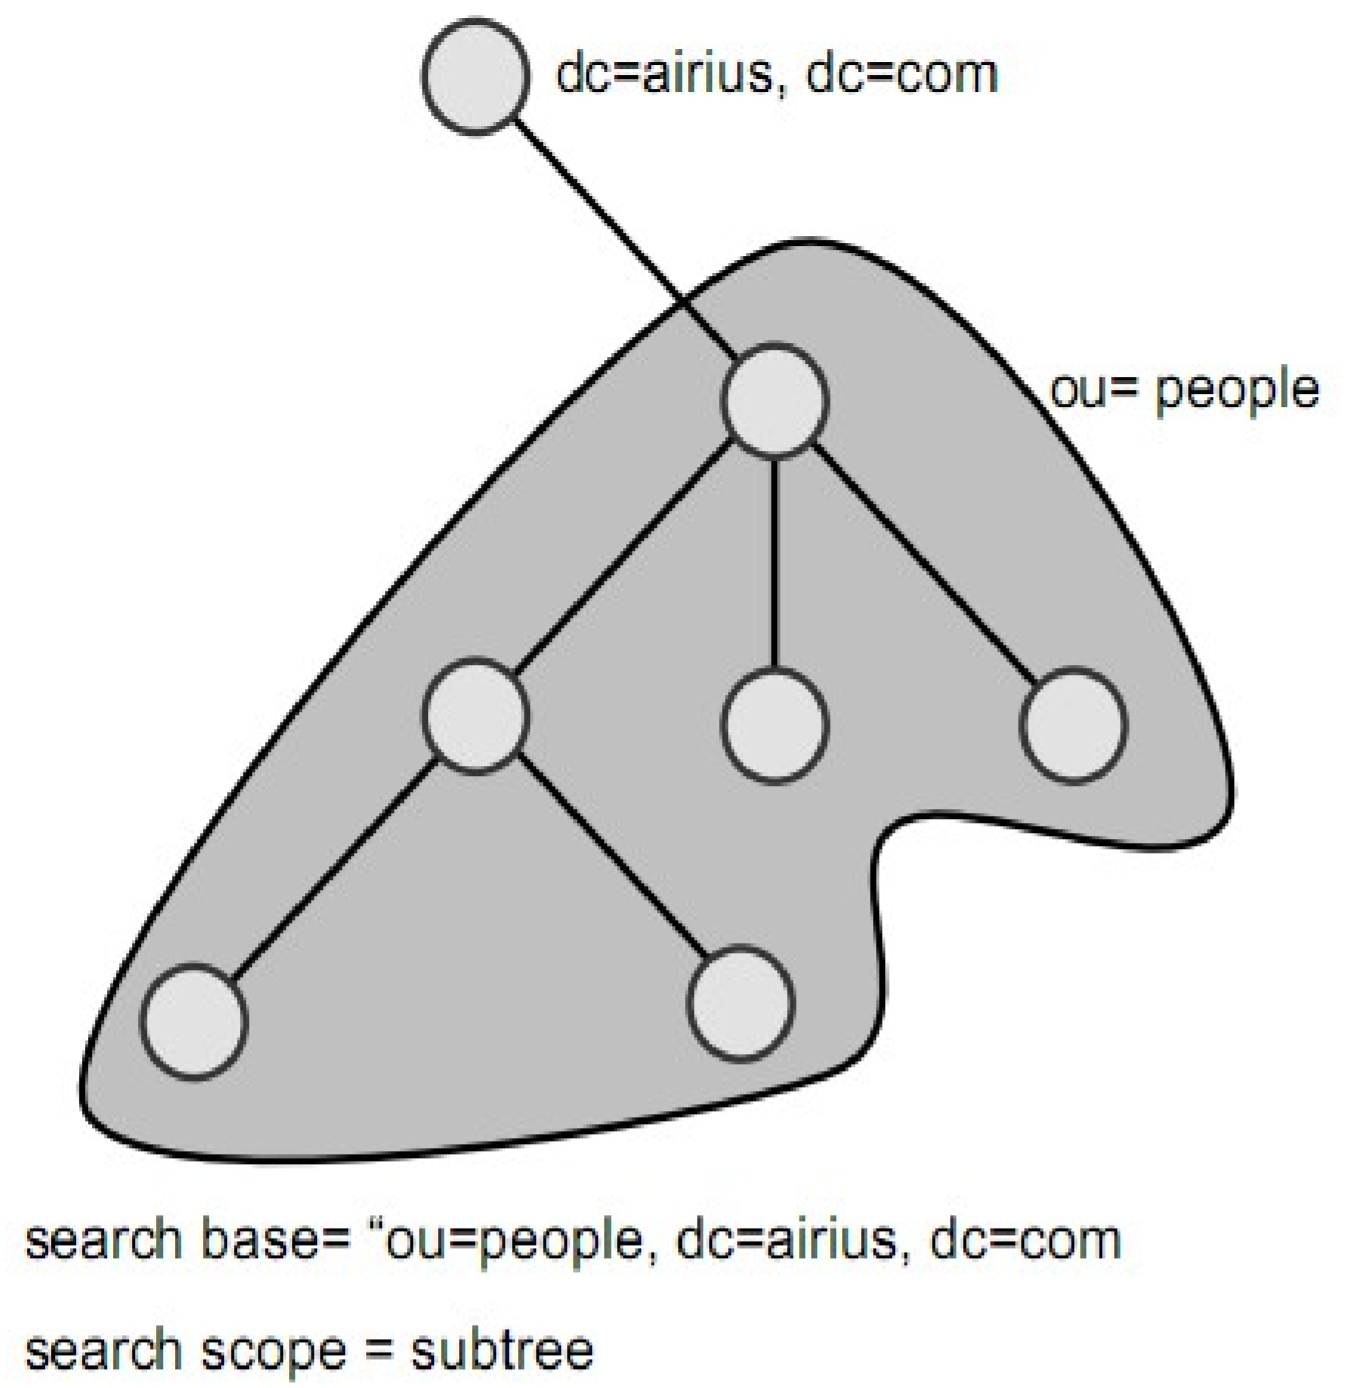 dc=airius, dc=com
ou= people
search base= “ou=people, dc=airius, dc=com
search scope = subtree